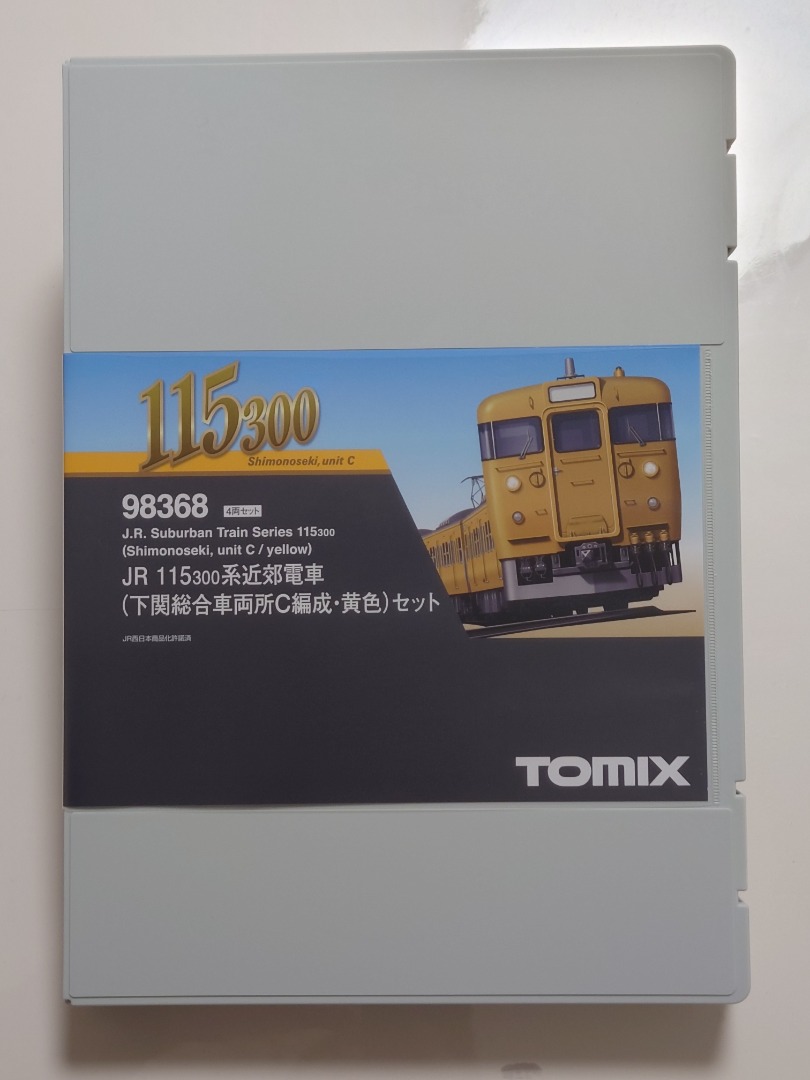 115300
Shimonoseki, unit C
98368 4両セット
J.R. Suburban Train Series 115300
(Shimonoseki, unit C / yellow)
JR 115300系近郊電車
(下関総合車両所C編成・黄色)セット
JR西日本商品化許諾済
TOMIX